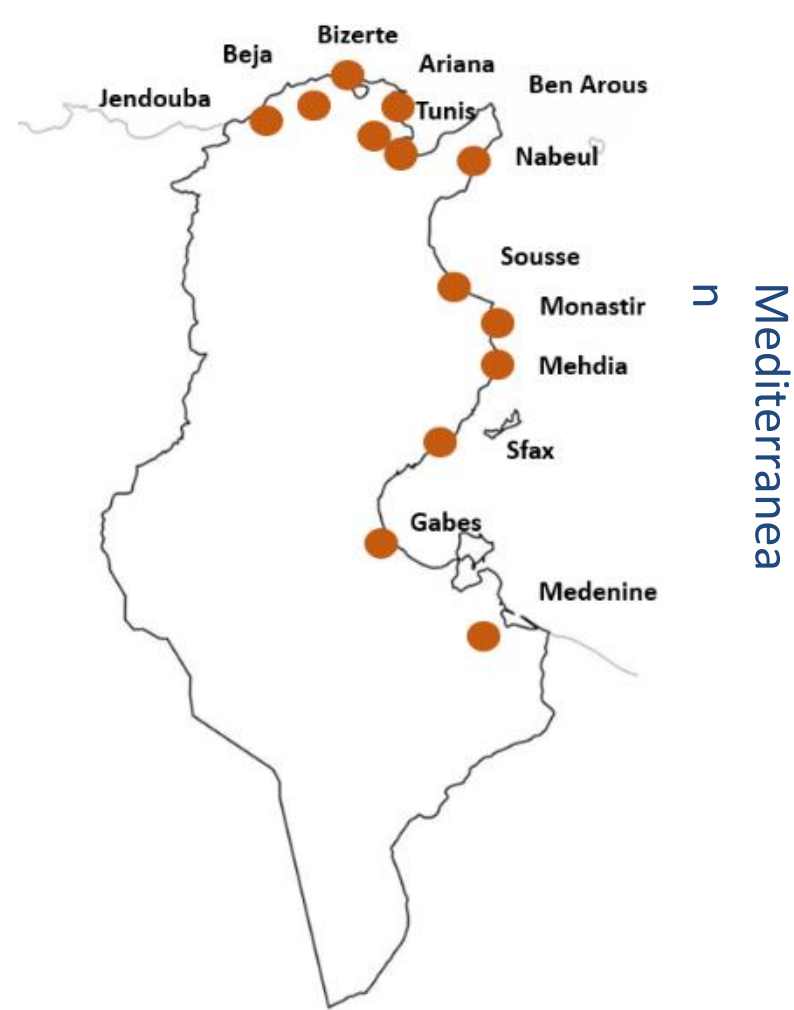 Bizerte
Beja
Ariana
Ben Arous
Jendouba
Tunis
Nabeul
Sousse
Monastir
Mehdia
Sfax
Gabes
Medenine
Mediterranea
n